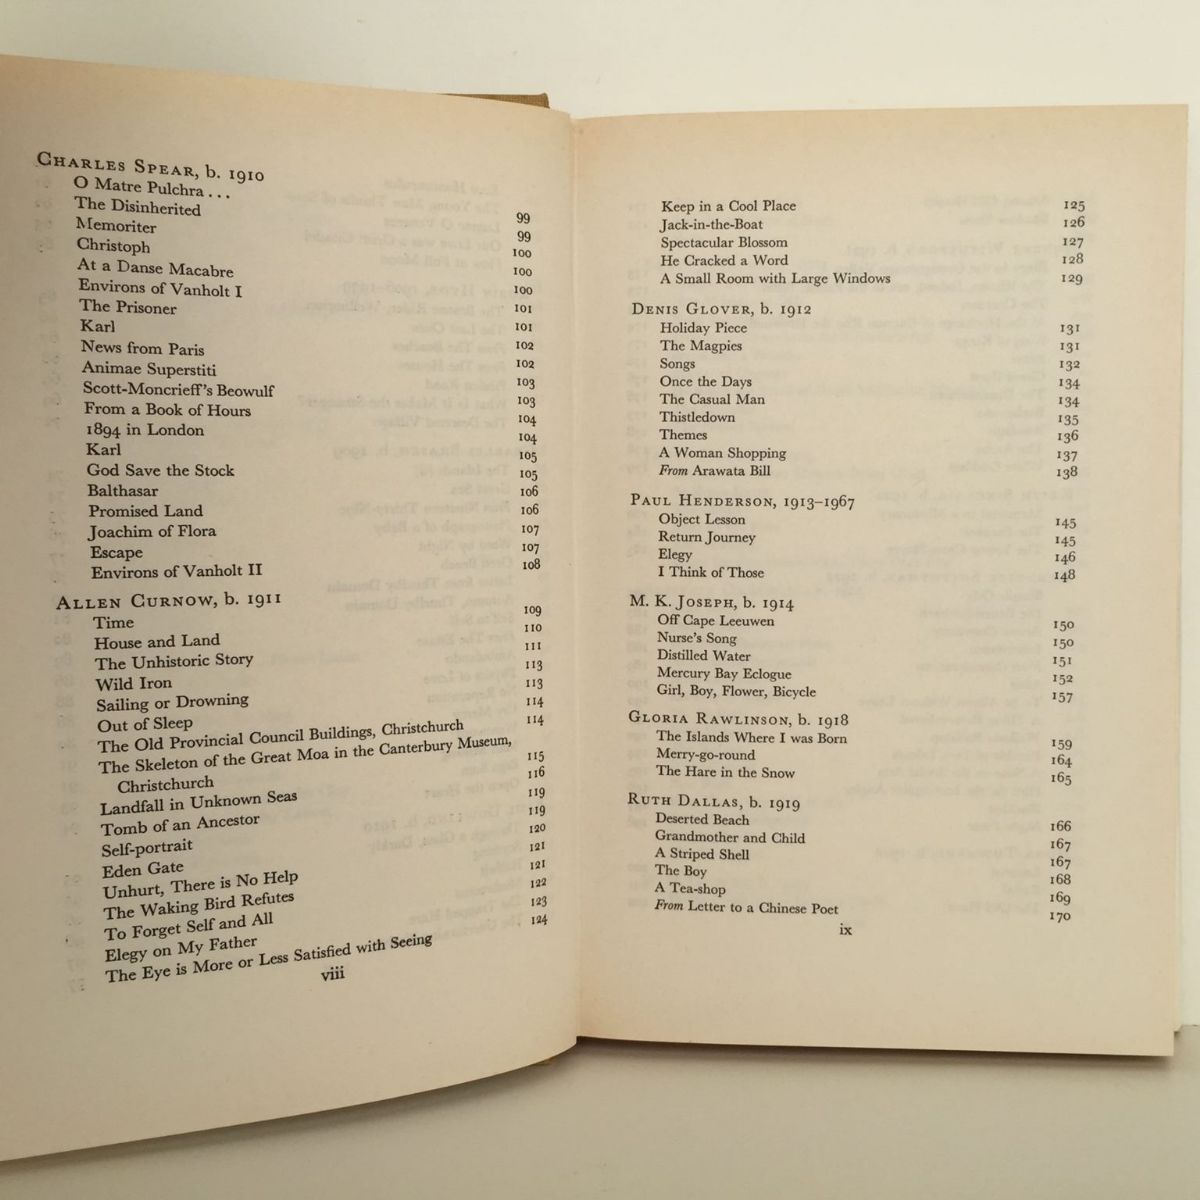 CHARLES SPEAR, b. 1910
O Matre Pulchra . . . 99
The Disinherited 99
Memoriter 100
Christoph 100
At a Danse Macabre 100
Environs of Vanholt I 101
The Prisoner 101
Karl 102
News from Paris 102
Animae Superstiti 103
Scott-Moncrieff's Beowulf 103
From a Book of Hours 104
1894 in London 104
Karl 105
God Save the Stock 105
Balthasar 106
Promised Land 106
Joachim of Flora 107
Escape 107
Environs of Vanholt II 108
ALLEN CURNOW, b. 1911
Time 109
House and Land 110
The Unhistoric Story 111
Wild Iron 113
Sailing or Drowning 113
Out of Sleep 114
The Old Provincial Council Buildings, Christchurch 114
The Skeleton of the Great Moa in the Canterbury Museum,
Christchurch 115
Landfall in Unknown Seas 116
Tomb of an Ancestor 119
Self-portrait 119
Eden Gate 120
Unhurt, There is No Help 121
The Waking Bird Refutes 121
To Forget Self and All 122
Elegy on My Father 123
The Eye is More or Less Satisfied with Seeing 124
viii
Keep in a Cool Place 125
Jack-in-the-Boat 126
Spectacular Blossom 127
He Cracked a Word 128
A Small Room with Large Windows 129
DENIS GLOVER, b. 1912
Holiday Piece 131
The Magpies 131
Songs 132
Once the Days 134
The Casual Man 134
Thistledown 135
Themes 136
A Woman Shopping 137
From Arawata Bill 138
PAUL HENDERSON, 1913–1967
Object Lesson 145
Return Journey 145
Elegy 146
I Think of Those 148
M. K. JOSEPH, b. 1914
Off Cape Leeuwen 150
Nurse's Song 150
Distilled Water 151
Mercury Bay Eclogue 152
Girl, Boy, Flower, Bicycle 157
GLORIA RAWLINSON, b. 1918
The Islands Where I was Born 159
Merry-go-round 164
The Hare in the Snow 165
RUTH DALLAS, b. 1919
Deserted Beach 166
Grandmother and Child 167
A Striped Shell 167
The Boy 168
A Tea-shop 169
From Letter to a Chinese Poet 170
ix